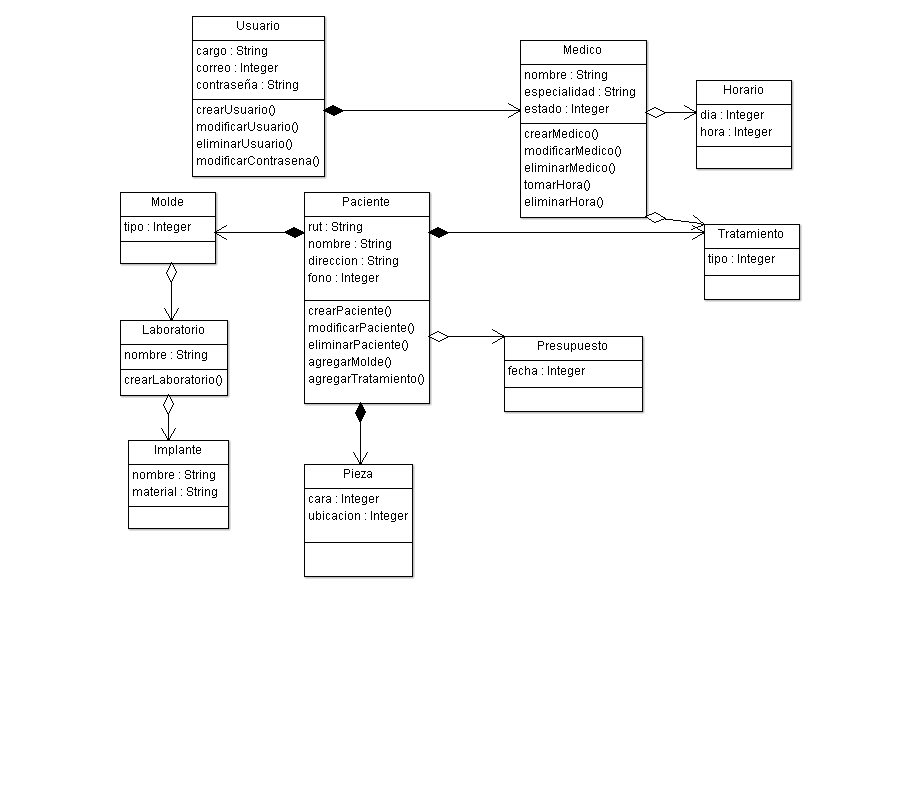 Usuario
cargo : String
correo : Integer
contraseña : String
crearUsuario()
modificarUsuario()
eliminarUsuario()
modificarContrasena()
Medico
nombre : String
especialidad : String
estado : Integer
crearMedico()
modificarMedico()
eliminarMedico()
tomarHora()
eliminarHora()
Horario
dia : Integer
hora : Integer
Molde
tipo : Integer
Paciente
rut : String
nombre : String
direccion : String
fono : Integer
crearPaciente()
modificarPaciente()
eliminarPaciente()
agregarMolde()
agregarTratamiento()
Tratamiento
tipo : Integer
Laboratorio
nombre : String
crearLaboratorio()
Presupuesto
fecha : Integer
Implante
nombre : String
material : String
Pieza
cara : Integer
ubicacion : Integer